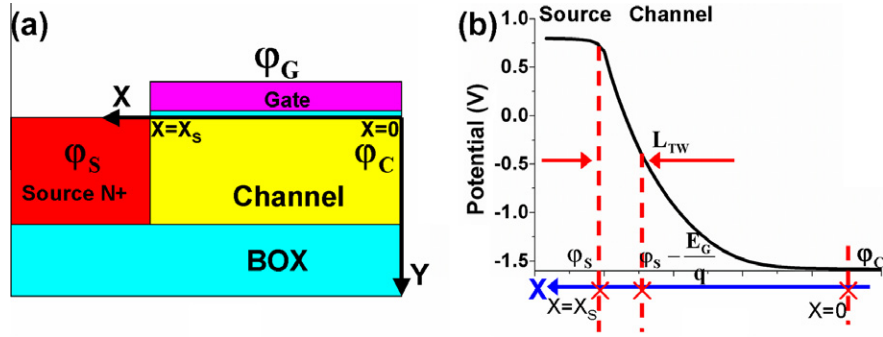 (a)
φG
X
Gate
X=XS
X=0
φS
φC
Source N+
Channel
BOX
Y
(b)
Source Channel
1.0
0.5
0.0
-0.5
-1.0
-1.5
Potential (V)
LTW
φS
φS - EG/q
φC
X
X=XS
X=0